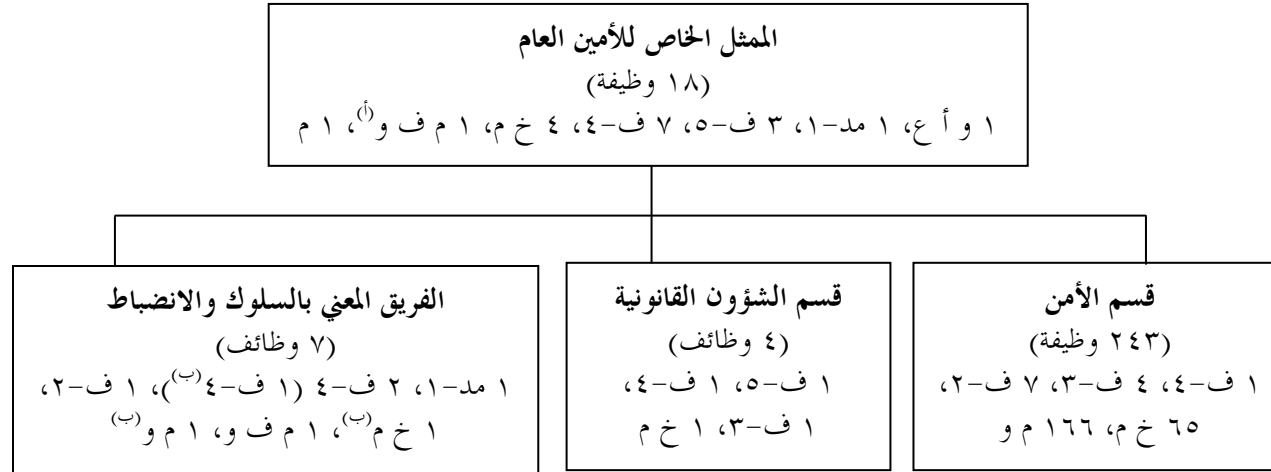 الممثل الخاص للأمين العام
(١٨ وظيفة)
١ و أ ع، ١ مد-١، ٣ ف-٥، ٧ ف-٤، ٤ خ م، ١ م ف و(أ)، ١ م
قسم الأمن
(٢٤٣ وظيفة)
١ ف-٤، ٤ ف-٣، ٧ ف-٢،
٦٥ خ م، ١٦٦ م و
قسم الشؤون القانونية
(٤ وظائف)
١ ف-٥، ١ ف-٤،
١ ف-٣، ١ خ م
الفريق المعني بالسلوك والانضباط
(٧ وظائف)
١ مد-١، ٢ ف-٤ (١ ف-٤(ب))، ١ ف-٢،
١ خ م(ب)، ١ م ف و، ١ م و(ب)